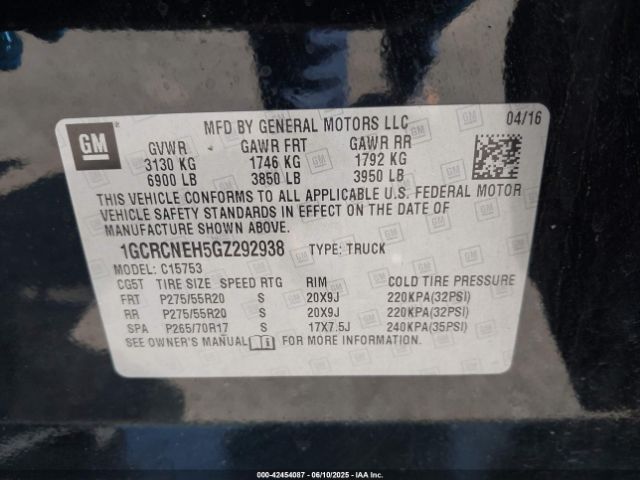 GM
MFD BY GENERAL MOTORS LLC 04/16
GVWR GAWR FRT GAWR RR
3130 KG 1746 KG 1792 KG
6900 LB 3850 LB 3950 LB
THIS VEHICLE CONFORMS TO ALL APPLICABLE U.S. FEDERAL MOTOR
VEHICLE SAFETY STANDARDS IN EFFECT ON THE DATE OF
MANUFACTURE SHOWN ABOVE.
1GCRCNEH5GZ292938 TYPE: TRUCK
MODEL: C15753
CG5T TIRE SIZE SPEED RTG RIM COLD TIRE PRESSURE
FRT P275/55R20 S 20X9J 220KPA(32PSI)
RR P275/55R20 S 20X9J 220KPA(32PSI)
SPA P265/70R17 S 17X7.5J 240KPA(35PSI)
SEE OWNER'S MANUAL FOR MORE INFORMATION.
000-42454087 - 06/10/2025 - IAA Inc.